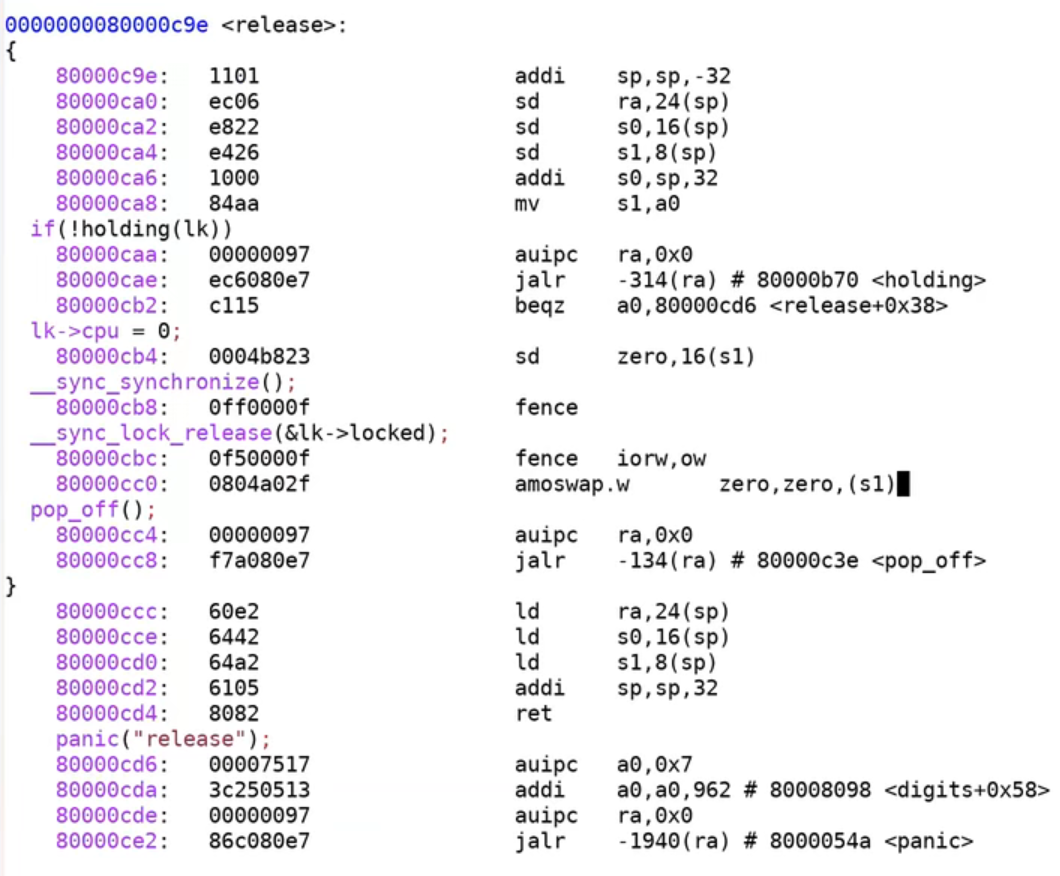 0000000080000c9e <release>:
{
    80000c9e:   1101                    addi    sp,sp,-32
    80000ca0:   ec06                    sd      ra,24(sp)
    80000ca2:   e822                    sd      s0,16(sp)
    80000ca4:   e426                    sd      s1,8(sp)
    80000ca6:   1000                    addi    s0,sp,32
    80000ca8:   84aa                    mv      s1,a0
  if(!holding(lk))
    80000caa:   00000097                auipc   ra,0x0
    80000cae:   ec6080e7                jalr    -314(ra) # 80000b70 <holding>
    80000cb2:   c115                    beqz    a0,80000cd6 <release+0x38>
  lk->cpu = 0;
    80000cb4:   0004b823                sd      zero,16(s1)
  __sync_synchronize();
    80000cb8:   0ff0000f                fence
  __sync_lock_release(&lk->locked);
    80000cbc:   0f50000f                fence   iorw,ow
    80000cc0:   0804a02f                amoswap.w       zero,zero,(s1)
  pop_off();
    80000cc4:   00000097                auipc   ra,0x0
    80000cc8:   f7a080e7                jalr    -134(ra) # 80000c3e <pop_off>
}
    80000ccc:   60e2                    ld      ra,24(sp)
    80000cce:   6442                    ld      s0,16(sp)
    80000cd0:   64a2                    ld      s1,8(sp)
    80000cd2:   6105                    addi    sp,sp,32
    80000cd4:   8082                    ret
    panic("release");
    80000cd6:   00007517                auipc   a0,0x7
    80000cda:   3c250513                addi    a0,a0,962 # 80008098 <digits+0x58>
    80000cde:   00000097                auipc   ra,0x0
    80000ce2:   86c080e7                jalr    -1940(ra) # 8000054a <panic>